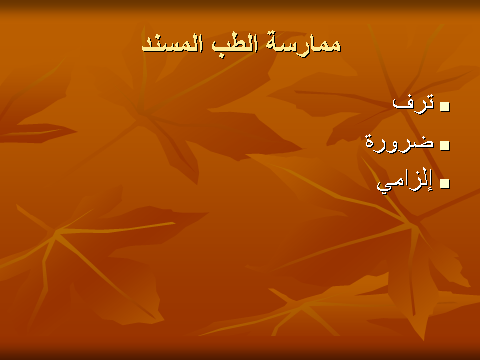 ممارسة الطب المسند
ترف
ضرورة
إلزامي